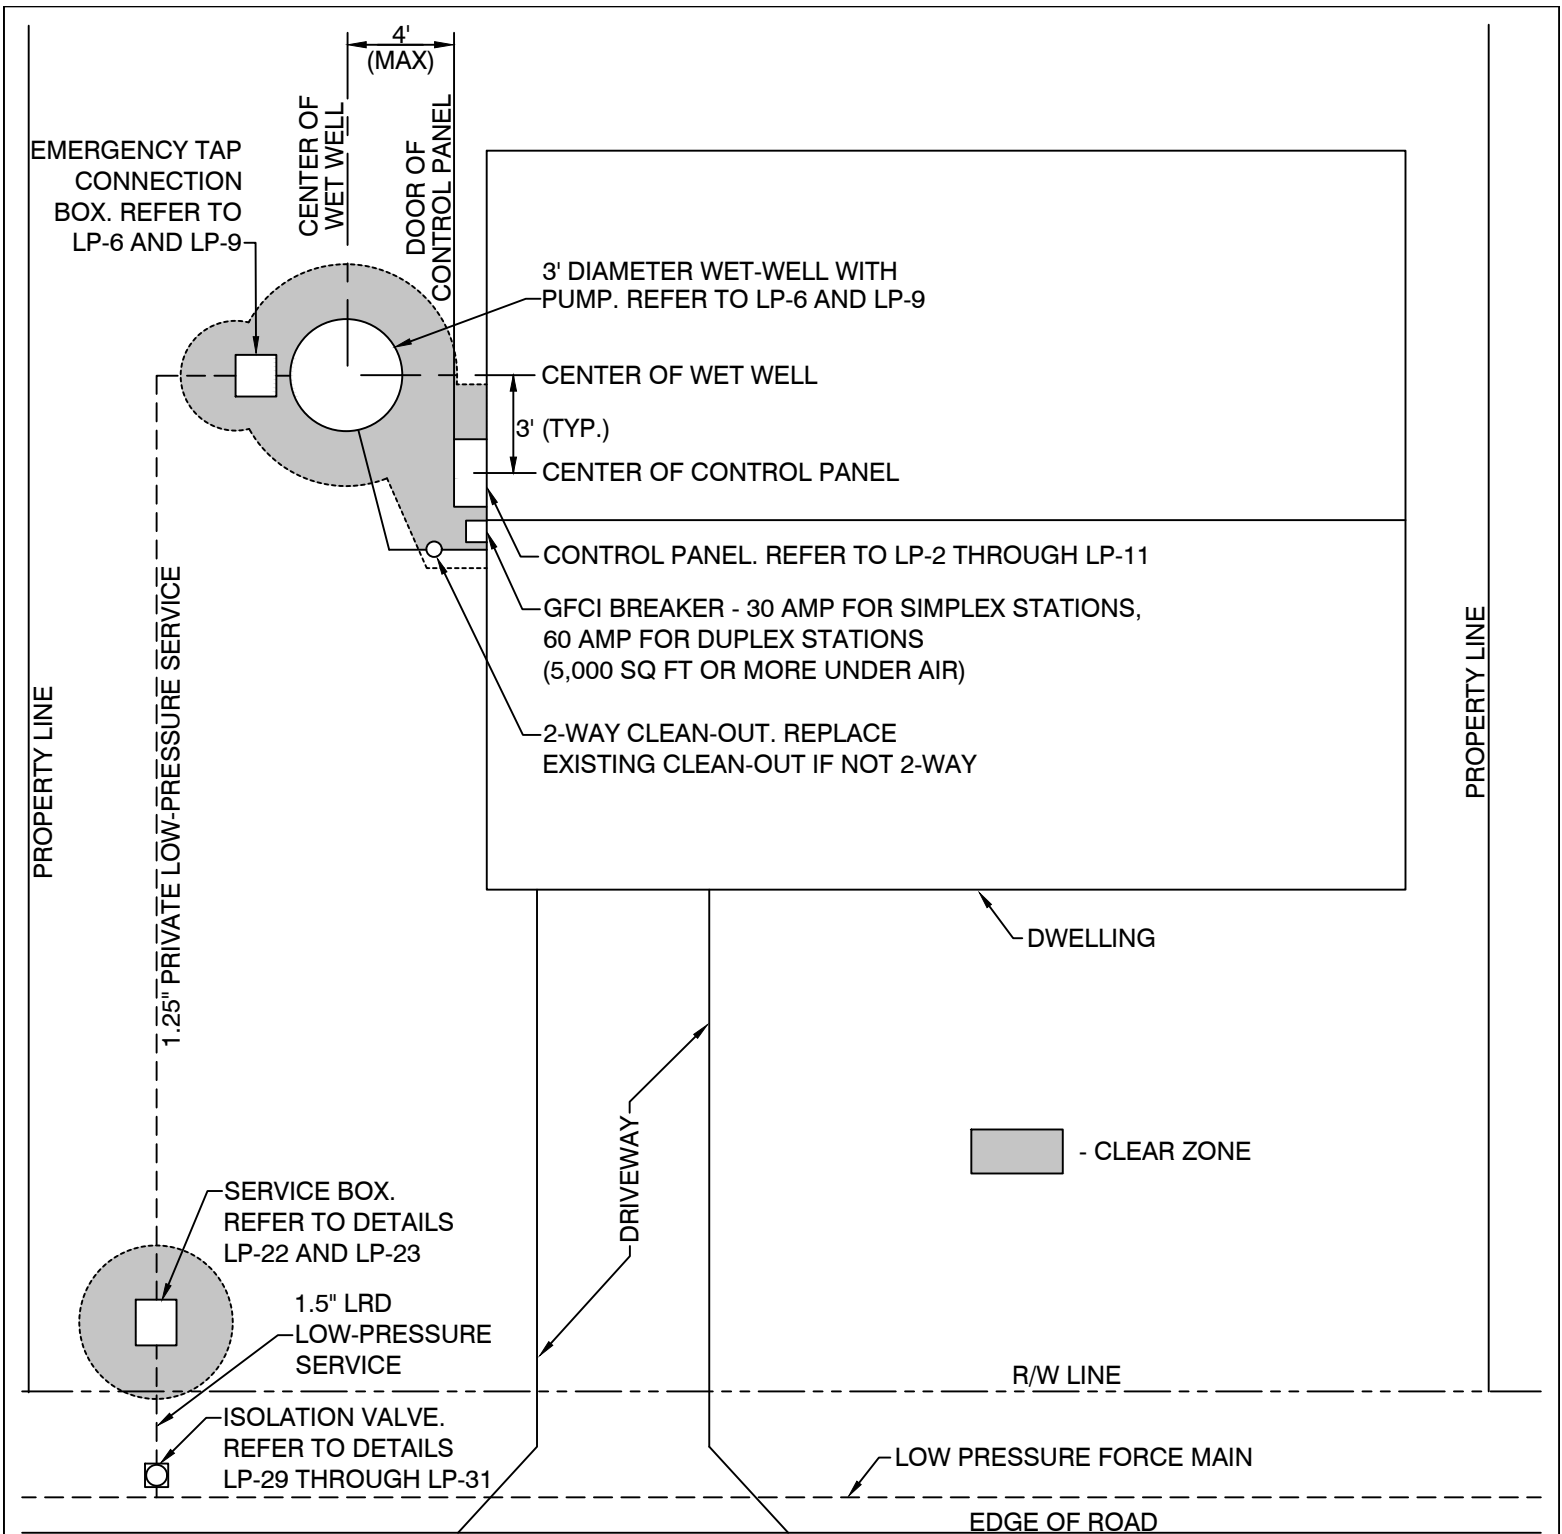 4'
(MAX)
CENTER OF
WET WELL
DOOR OF
CONTROL PANEL
EMERGENCY TAP
CONNECTION
BOX. REFER TO
LP-6 AND LP-9
3' DIAMETER WET-WELL WITH
PUMP. REFER TO LP-6 AND LP-9
CENTER OF WET WELL
3' (TYP.)
CENTER OF CONTROL PANEL
CONTROL PANEL. REFER TO LP-2 THROUGH LP-11
GFCI BREAKER - 30 AMP FOR SIMPLEX STATIONS,
60 AMP FOR DUPLEX STATIONS
(5,000 SQ FT OR MORE UNDER AIR)
2-WAY CLEAN-OUT. REPLACE
EXISTING CLEAN-OUT IF NOT 2-WAY
PROPERTY LINE
1.25" PRIVATE LOW-PRESSURE SERVICE
PROPERTY LINE
DWELLING
DRIVEWAY
- CLEAR ZONE
SERVICE BOX.
REFER TO DETAILS
LP-22 AND LP-23
1.5" LRD
LOW-PRESSURE
SERVICE
R/W LINE
ISOLATION VALVE.
REFER TO DETAILS
LP-29 THROUGH LP-31
LOW PRESSURE FORCE MAIN
EDGE OF ROAD